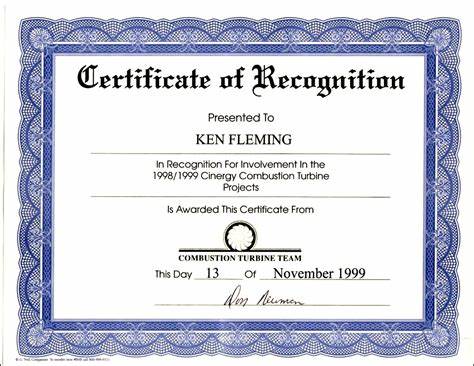 Certificate of Recognition
Presented To
KEN FLEMING
In Recognition For Involvement In the
1998/1999 Cinergy Combustion Turbine
Projects
Is Awarded This Certificate From
COMBUSTION TURBINE TEAM
This Day 13 Of November 1999
Don Neuman